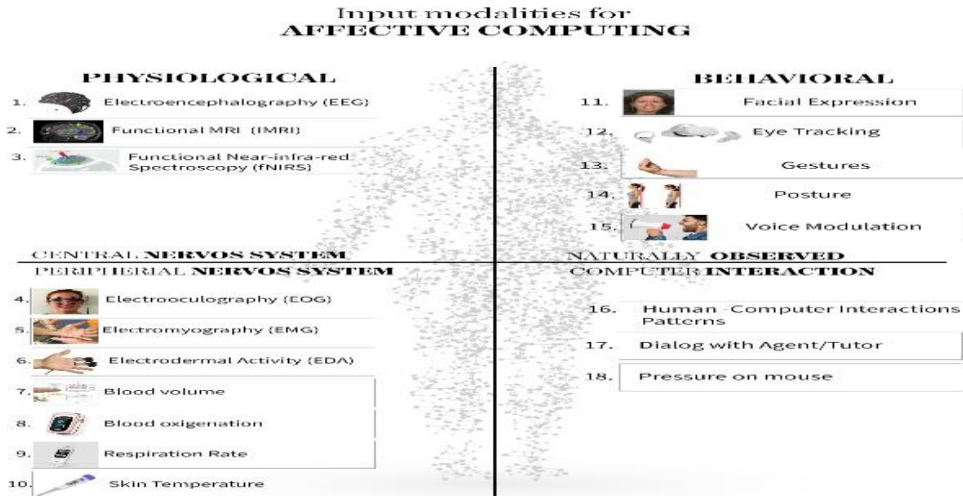 Input modalities for
AFFECTIVE COMPUTING
PHYSIOLOGICAL
1. Electroencephalography (EEG)
2. Functional MRI (fMRI)
3. Functional Near-infra-red
Spectroscopy (fNIRS)
CENTRAL NERVOS SYSTEM
PERIPHERIAL NERVOS SYSTEM
4. Electrooculography (EOG)
5. Electromyography (EMG)
6. Electrodermal Activity (EDA)
7. Blood volume
8. Blood oxigenation
9. Respiration Rate
10. Skin Temperature
BEHAVIORAL
11. Facial Expression
12. Eye Tracking
13. Gestures
14. Posture
15. Voice Modulation
NATURALLY OBSERVED
COMPUTER INTERACTION
16. Human -Computer Interactions
Patterns
17. Dialog with Agent/Tutor
18. Pressure on mouse